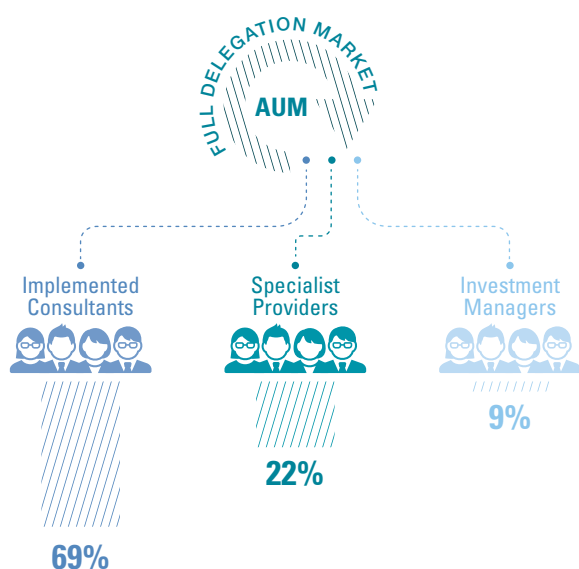 FULL DELEGATION MARKET
AUM
Implemented
Consultants
69%
Specialist
Providers
22%
Investment
Managers
9%